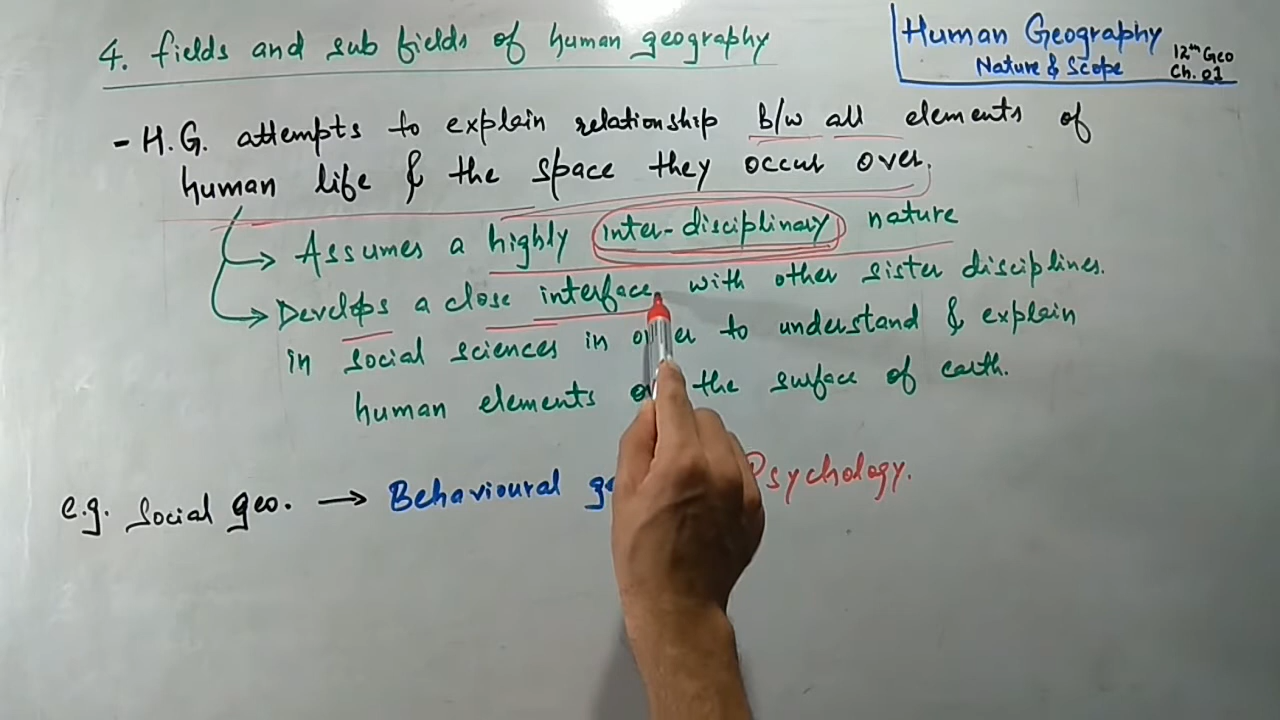 4. fields and sub fields of human geography
Human Geography
Nature & Scope
12th Geo
Ch. 01
- H.G. attempts to explain relationship b/w all elements of
human life & the space they occur over.
→ Assumes a highly inter-disciplinary nature
→ Develops a close interface with other sister disciplines.
in social sciences in to understand & explain
human elements the surface of earth.
e.g. Social geo. → Behavioural Psychology.